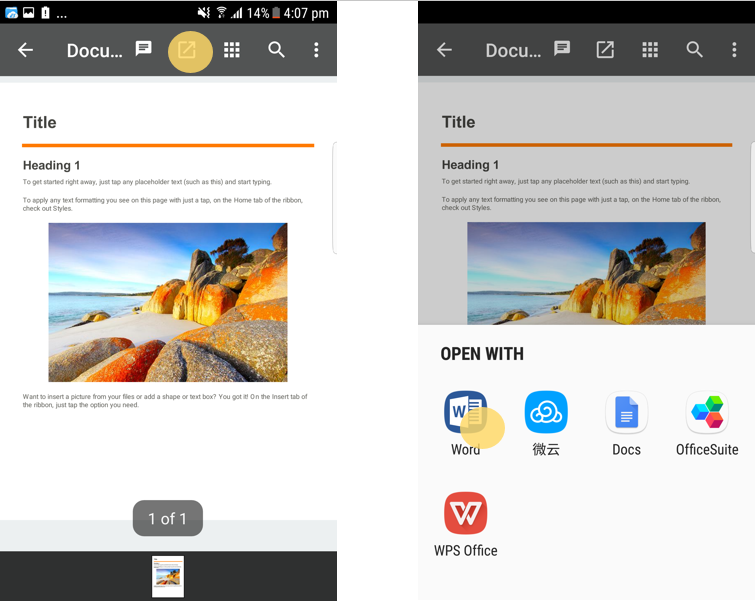 ...
14% 4:07 pm
Docu...
Title
Heading 1
To get started right away, just tap any placeholder text (such as this) and start typing.
To apply any text formatting you see on this page with just a tap, on the Home tab of the ribbon,
check out Styles.
Want to insert a picture from your files or add a shape or text box? You got it! On the Insert tab of
the ribbon, just tap the option you need.
1 of 1
Docu...
Title
Heading 1
To get started right away, just tap any placeholder text (such as this) and start typing.
To apply any text formatting you see on this page with just a tap, on the Home tab of the ribbon,
check out Styles.
OPEN WITH
W
Word
微云
Docs
OfficeSuite
W
WPS Office